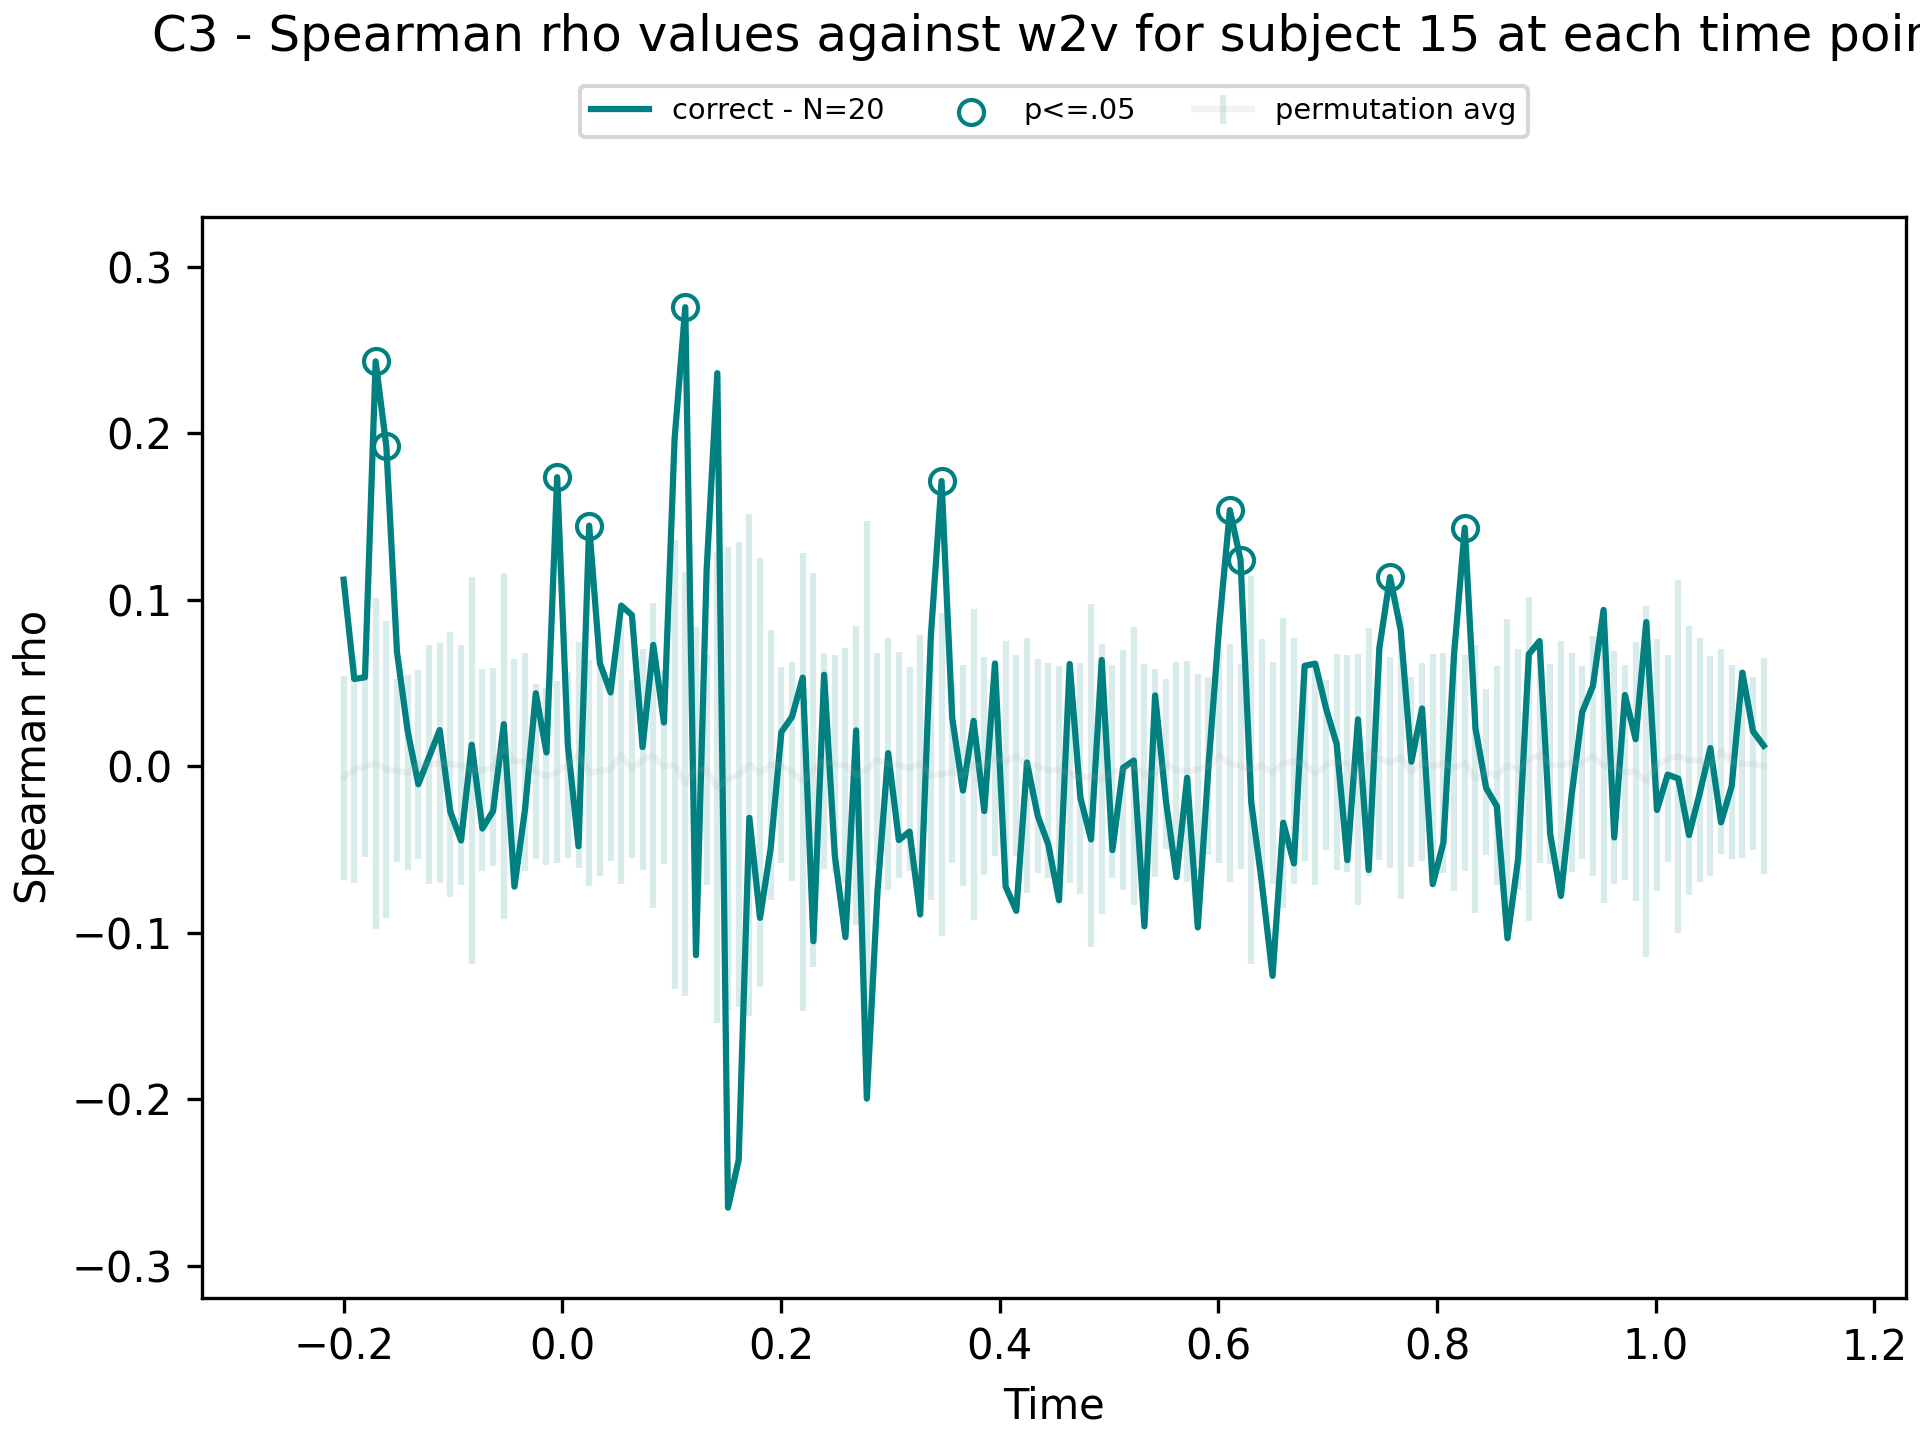 C3 - Spearman rho values against w2v for subject 15 at each time poin
correct - N=20 p<=.05 permutation avg
0.3
0.2
0.1
0.0
−0.1
−0.2
−0.3
Spearman rho
−0.2 0.0 0.2 0.4 0.6 0.8 1.0 1.2
Time